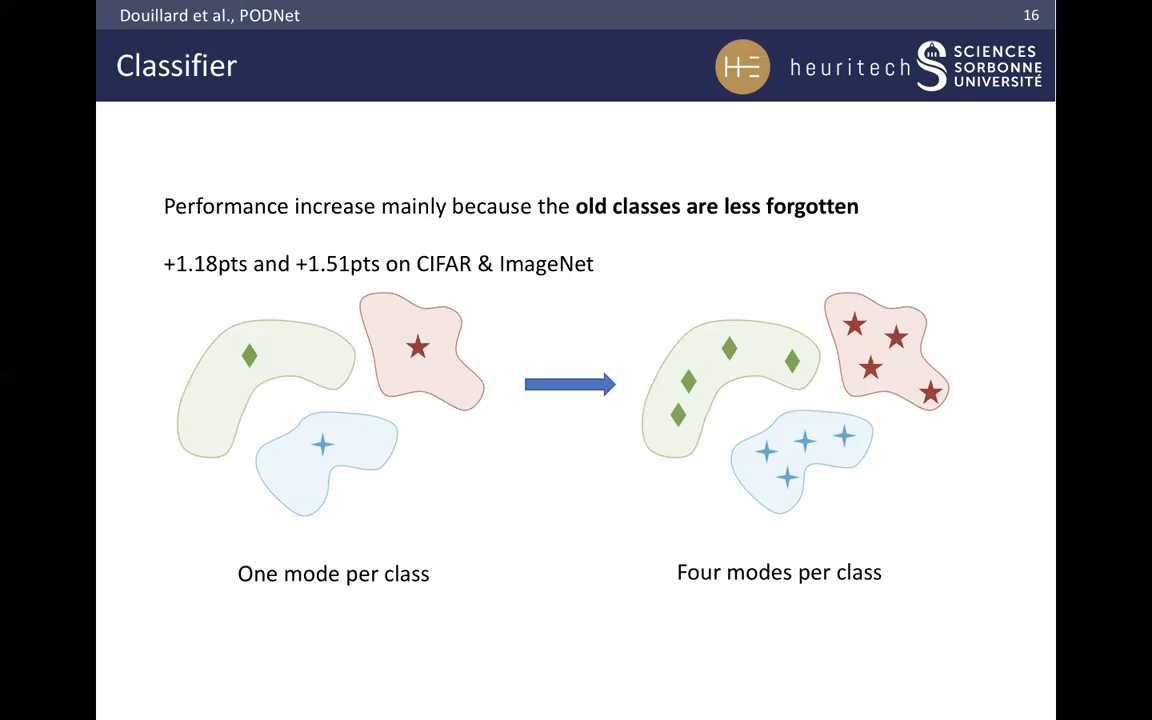 Douillard et al., PODNet
16
Classifier
heuritech
SCIENCES
SORBONNE
UNIVERSITÉ
Performance increase mainly because the old classes are less forgotten
+1.18pts and +1.51pts on CIFAR & ImageNet
One mode per class
Four modes per class